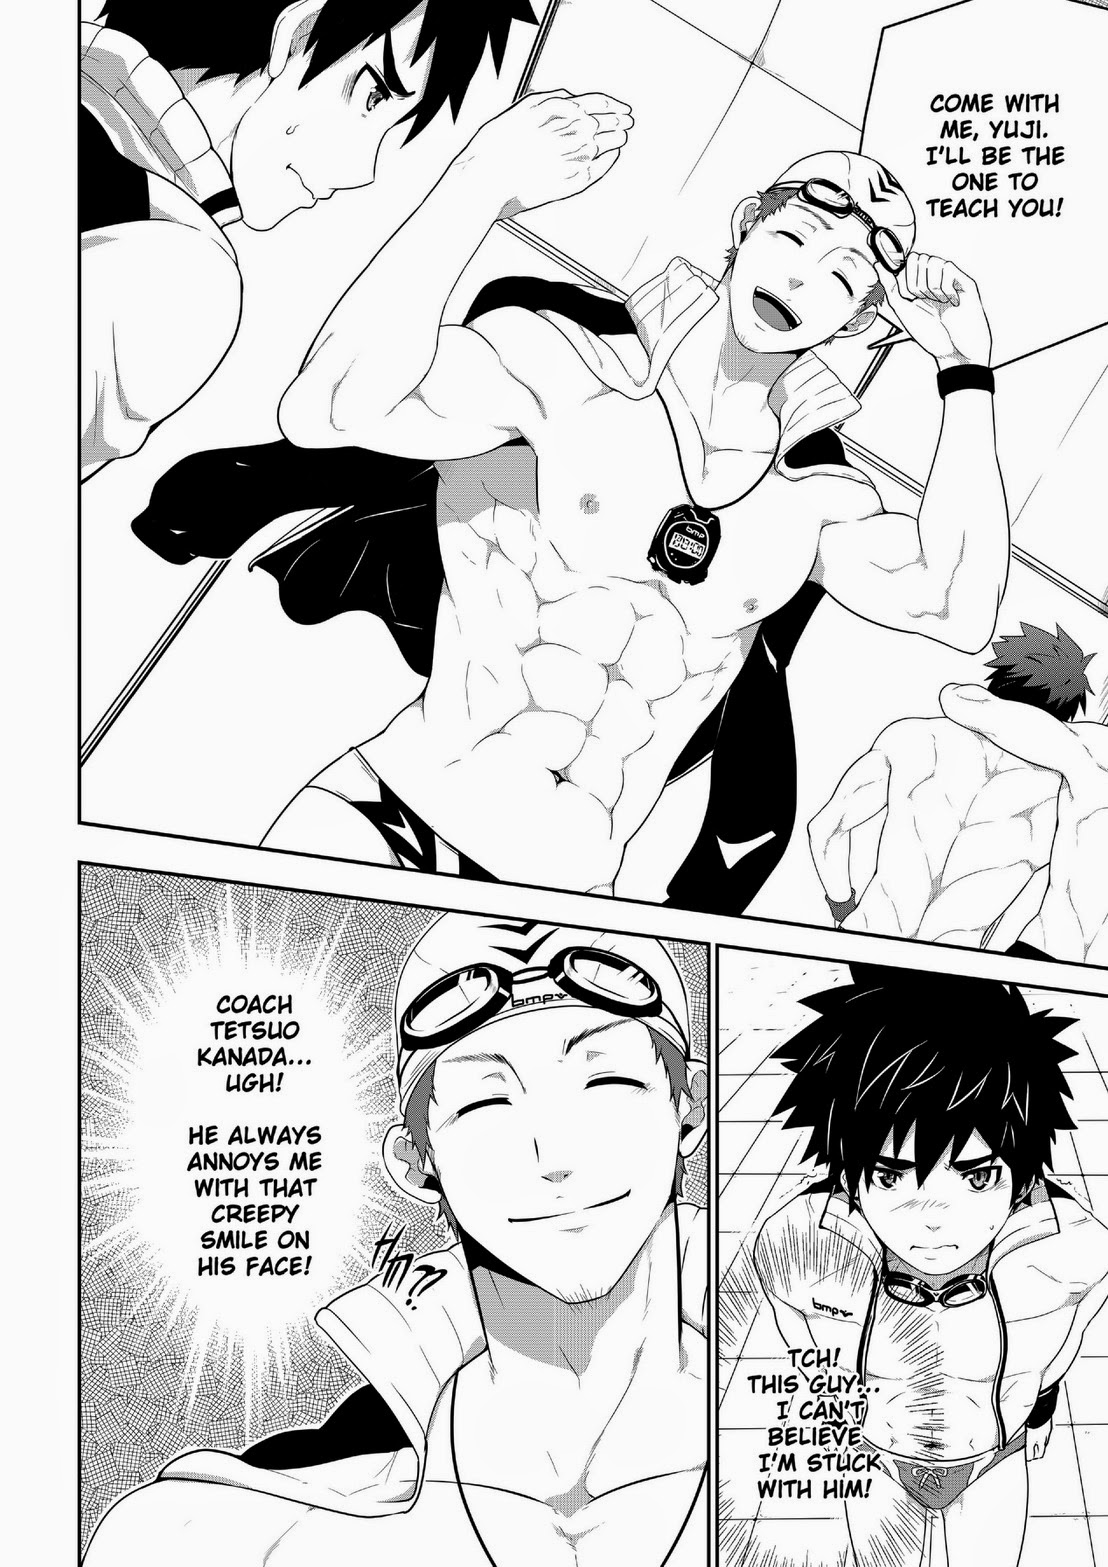 COME WITH
ME, YUJI.
I'LL BE THE
ONE TO
TEACH YOU!
bmp
COACH
TETSUO
KANADA...
UGH!
HE ALWAYS
ANNOYS ME
WITH THAT
CREEPY
SMILE ON
HIS FACE!
bmp
HM??
bmp
TCH!
THIS GUY...
I CAN'T
BELIEVE
I'M STUCK
WITH HIM!